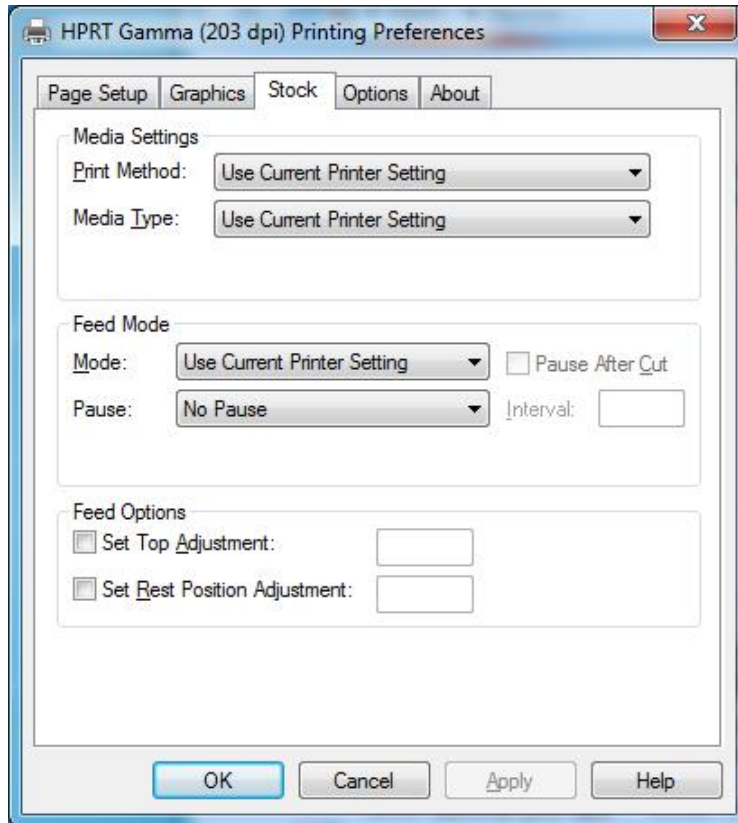 HPRT Gamma (203 dpi) Printing Preferences
Page Setup Graphics Stock Options About
Media Settings
Print Method: Use Current Printer Setting
Media Type: Use Current Printer Setting
Feed Mode
Mode: Use Current Printer Setting Pause After Cut
Pause: No Pause Interval:
Feed Options
Set Top Adjustment:
Set Rest Position Adjustment:
OK Cancel Apply Help